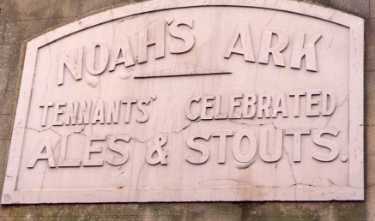 NOAH'S ARK
TENNANTS' CELEBRATED
ALES & STOUTS.